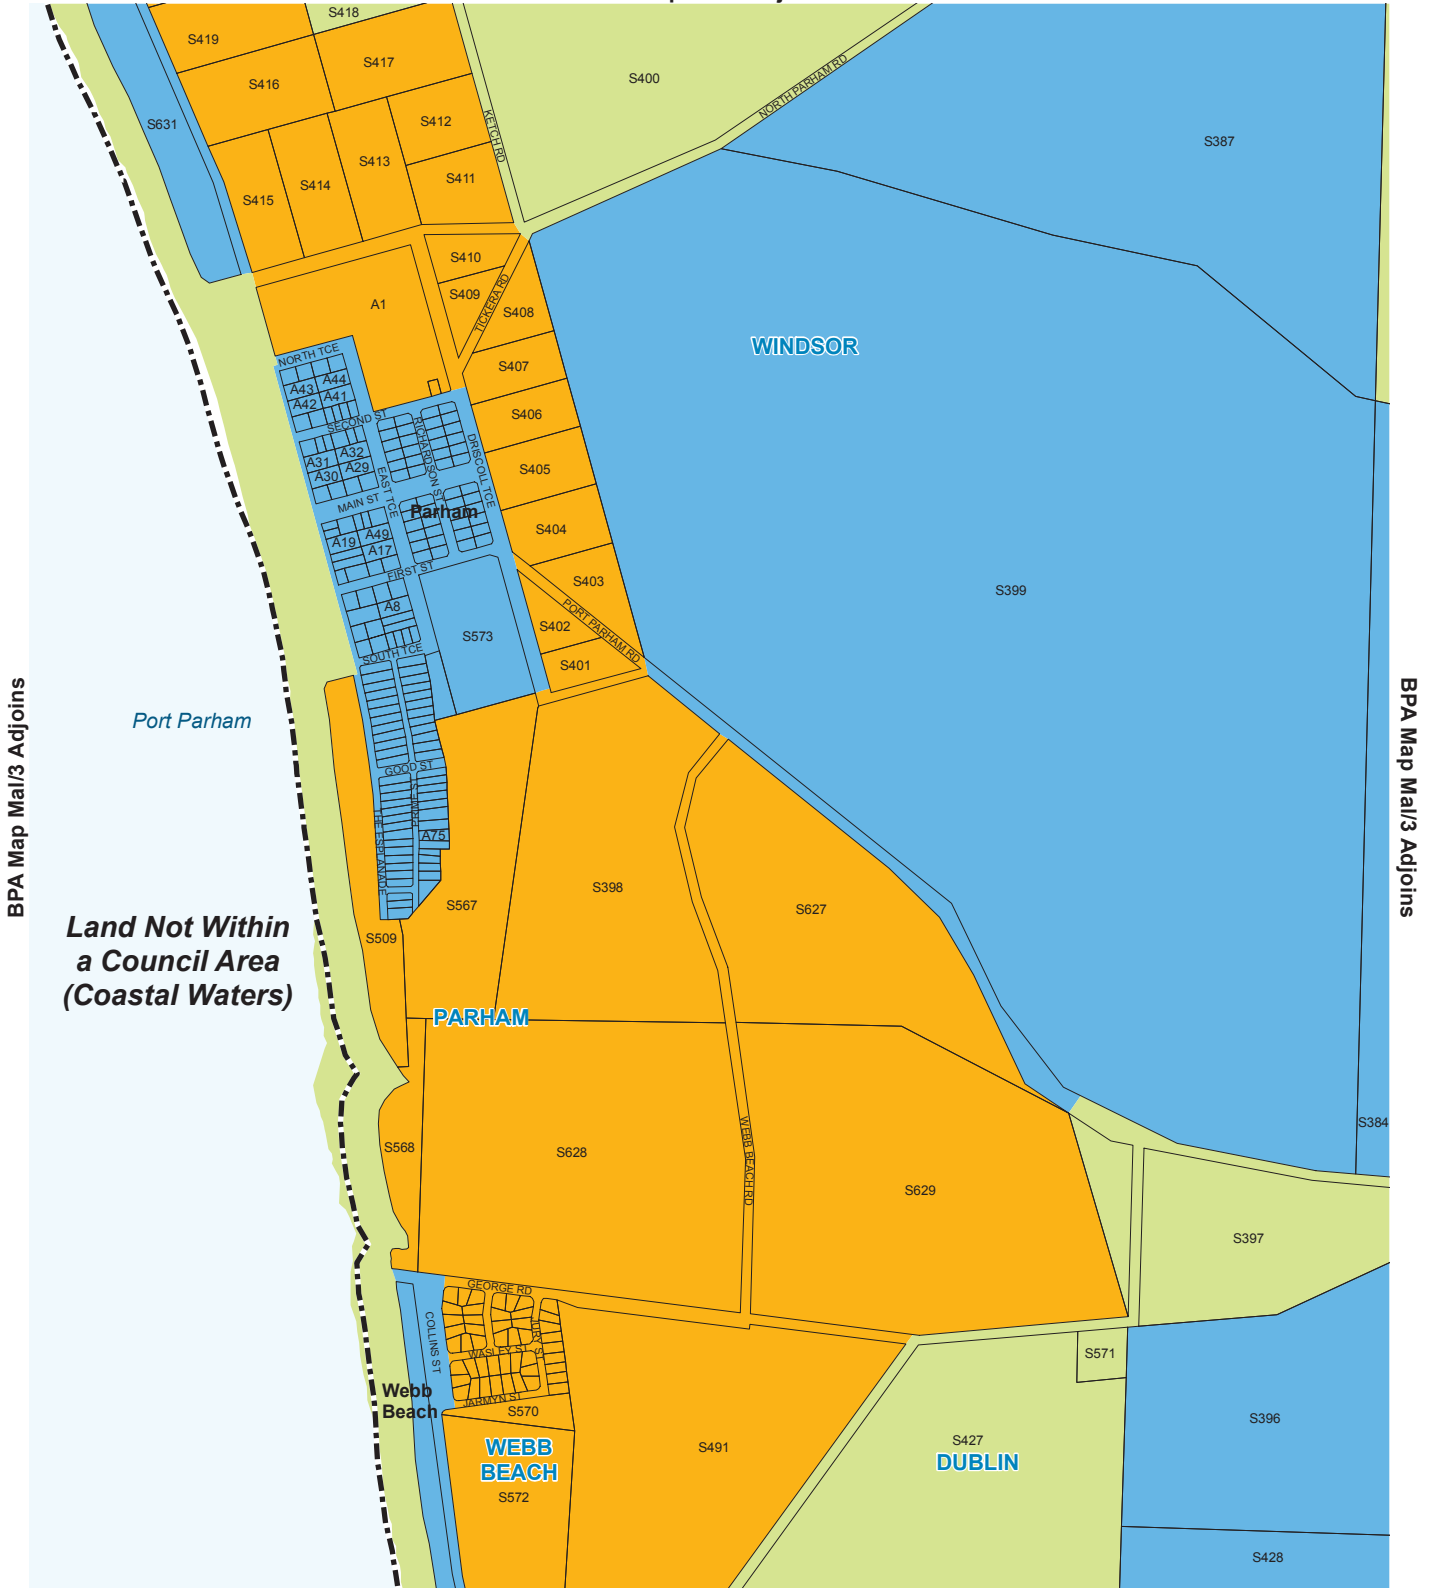 S418
S419
S417
S400
S416
NORTH PARHAM RD
S631
S412
KETCH RD
S387
S413
S411
S414
S415
S410
S409
TICKERA RD
A1
S408
WINDSOR
NORTH TCE
S407
A43
A44
A42
A41
S406
SECOND ST
RICHARDSON ST
DRISCOLL TCE
A32
A31
A29
A30
S405
EAST TCE
MAIN ST
Parham
S404
A49
A19
A17
FIRST ST
S403
S399
A8
PORT PARHAM RD
S402
S573
SOUTH TCE
S401
BPA Map Mal/3 Adjoins
Port Parham
BPA Map Mal/3 Adjoins
GOOD ST
THE ESPLANADE
A75
S398
S567
S627
Land Not Within
a Council Area
(Coastal Waters)
S509
PARHAM
S384
S568
S628
WEBB BEACH RD
S629
S397
GEORGE RD
COLLINS ST
JURY ST
WASLEY ST
S571
Webb
Beach
JARMYN ST
S570
S396
S427
WEBB
BEACH
S491
DUBLIN
S572
S428